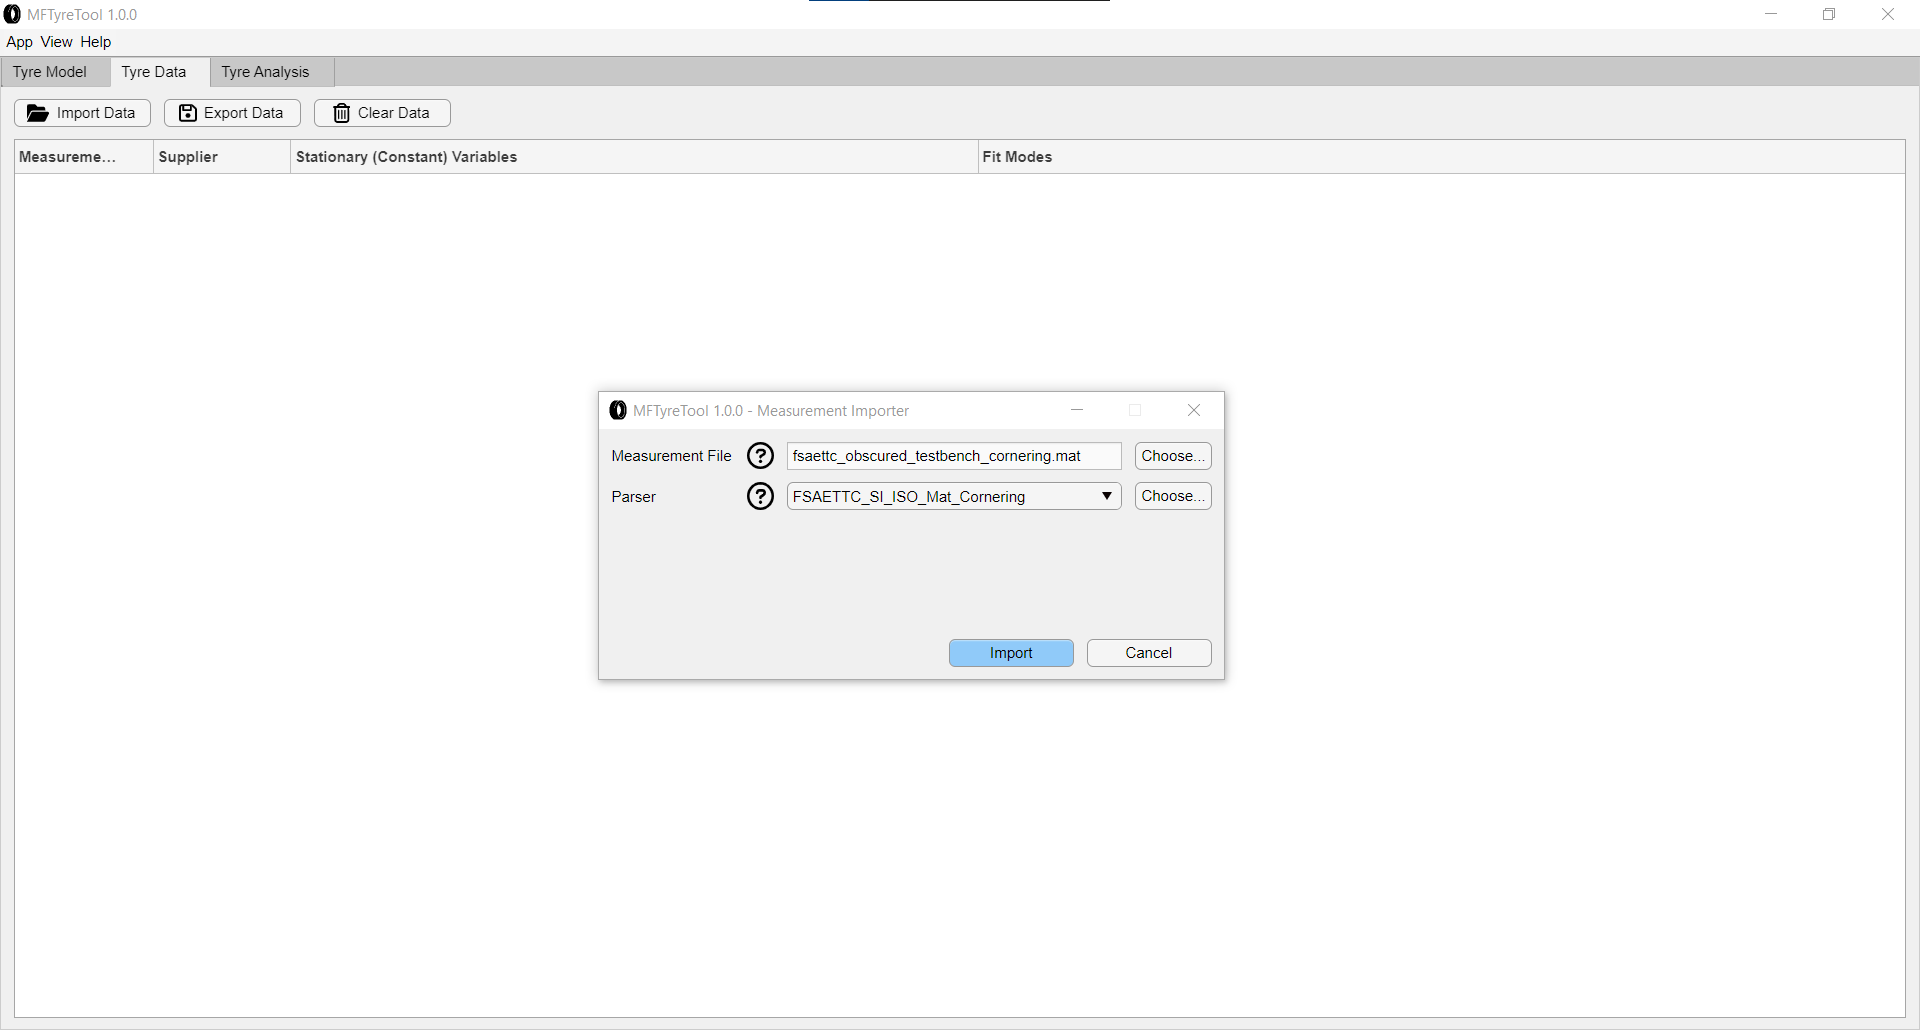 MFTyreTool 1.0.0
App View Help
Tyre Model Tyre Data Tyre Analysis
Import Data Export Data Clear Data
Measureme... Supplier Stationary (Constant) Variables Fit Modes
MFTyreTool 1.0.0 - Measurement Importer
Measurement File ? fsaettc_obscured_testbench_cornering.mat Choose...
Parser ? FSAETTC_SI_ISO_Mat_Cornering Choose...
Import Cancel